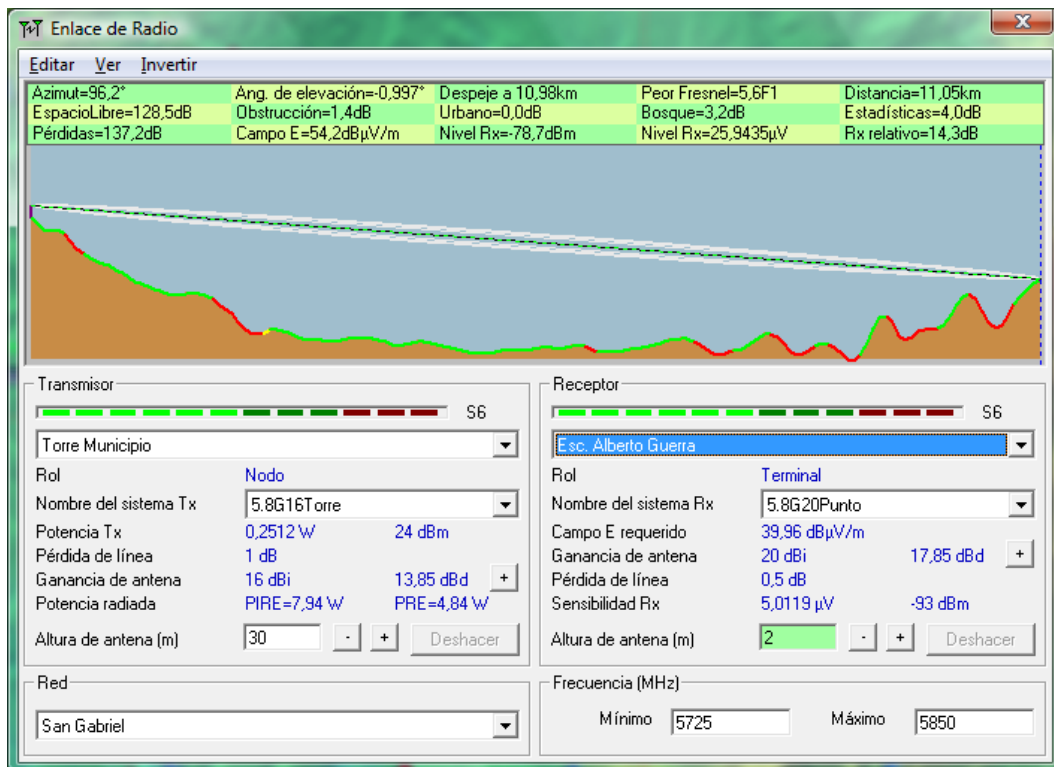 Enlace de Radio
Editar Ver Invertir
Azimut=96,2° Ang. de elevación=-0,997° Despeje a 10,98km Peor Fresnel=5,6F1 Distancia=11,05km
EspacioLibre=128,5dB Obstrucción=1,4dB Urbano=0,0dB Bosque=3,2dB Estadísticas=4,0dB
Pérdidas=137,2dB Campo E=54,2dBµV/m Nivel Rx=-78,7dBm Nivel Rx=25,9435µV Rx relativo=14,3dB
Transmisor
S6
Torre Municipio
Rol Nodo
Nombre del sistema Tx 5.8G16Torre
Potencia Tx 0,2512 W 24 dBm
Pérdida de línea 1 dB
Ganancia de antena 16 dBi 13,85 dBd +
Potencia radiada PIRE=7,94 W PRE=4,84 W
Altura de antena (m) 30 - + Deshacer
Red
San Gabriel
Receptor
S6
Esc. Alberto Guerra
Rol Terminal
Nombre del sistema Rx 5.8G20Punto
Campo E requerido 39,96 dBµV/m
Ganancia de antena 20 dBi 17,85 dBd +
Pérdida de línea 0,5 dB
Sensibilidad Rx 5,0119 µV -93 dBm
Altura de antena (m) 2 - + Deshacer
Frecuencia (MHz)
Mínimo 5725 Máximo 5850